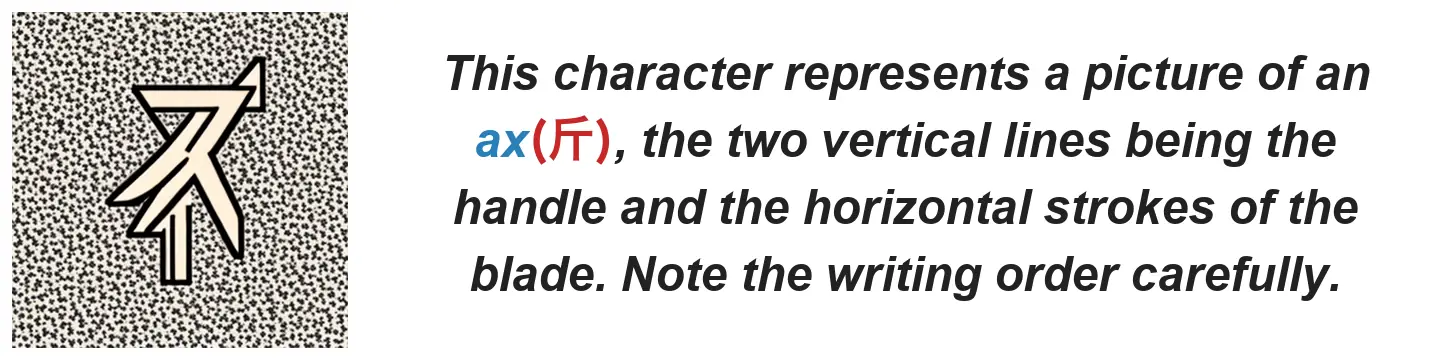 This character represents a picture of an
ax(斤), the two vertical lines being the
handle and the horizontal strokes of the
blade. Note the writing order carefully.